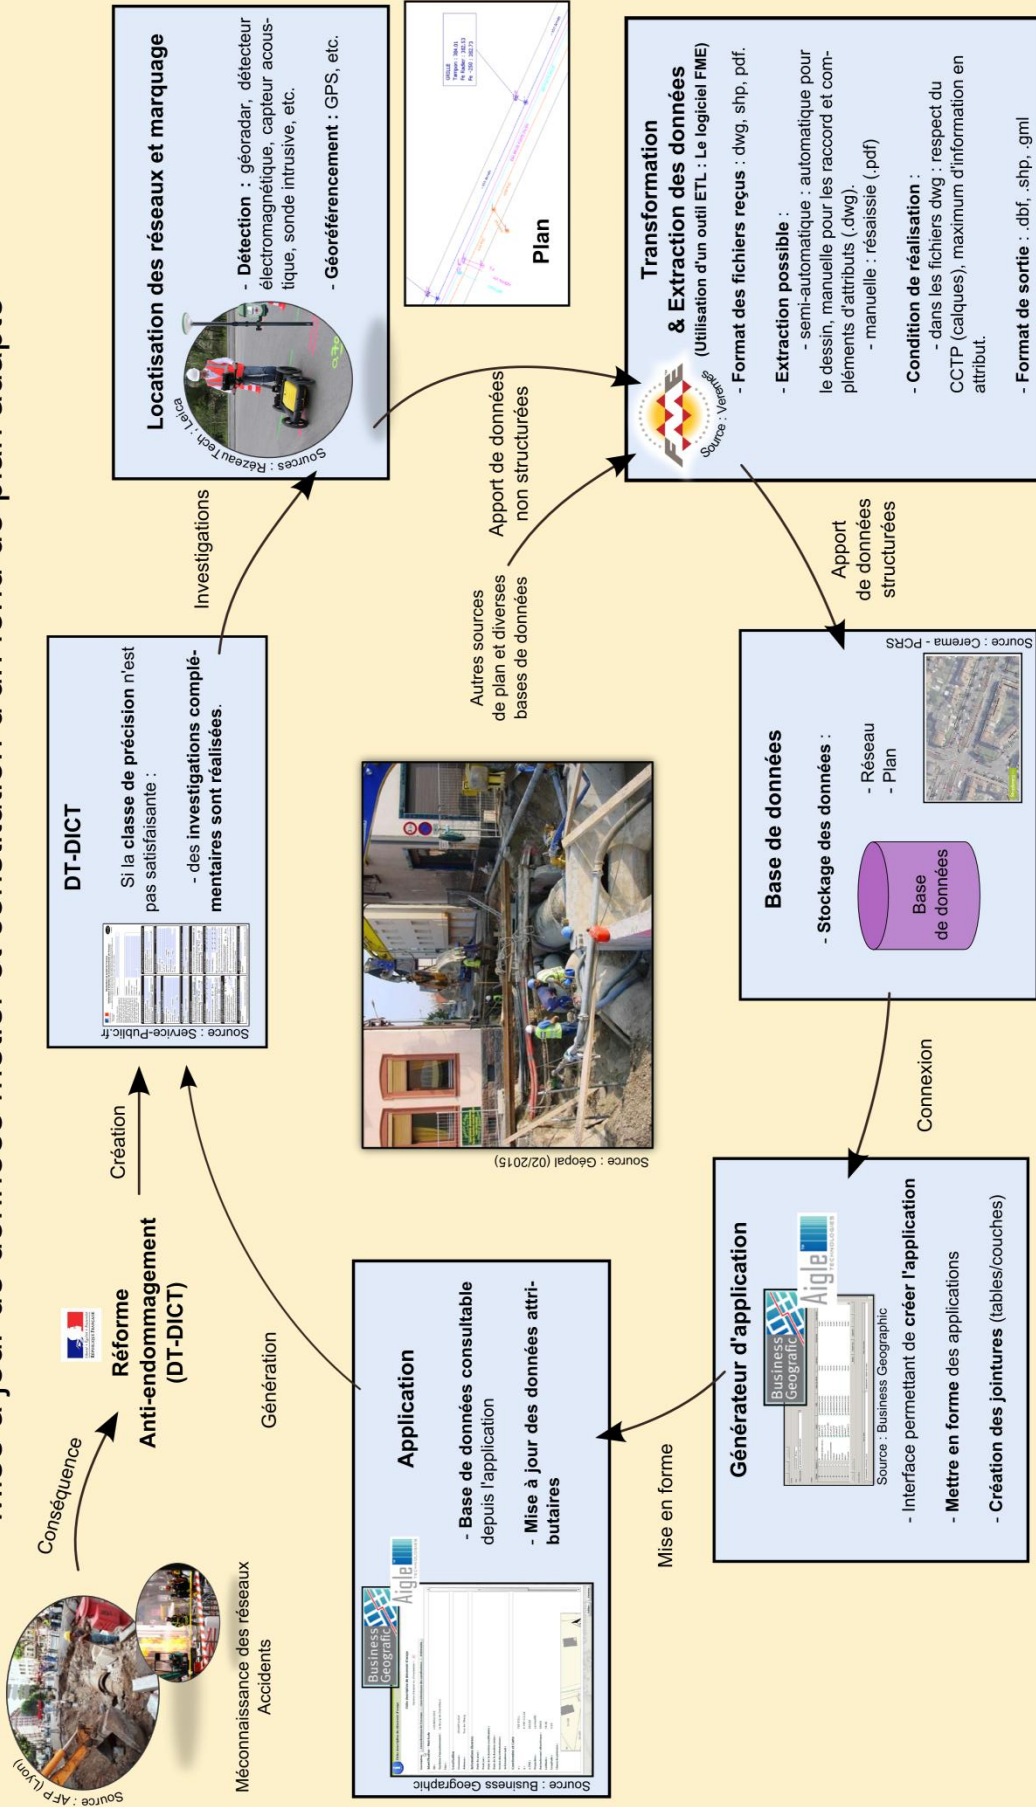 Mise à jour de données métier et constitution d'un fond de plan adapté
Source : AFP (Lyon)
Méconnaissance des réseaux
Accidents
Conséquence
RÉPUBLIQUE FRANÇAISE
Réforme
Anti-endommagement
(DT-DICT)
Création
DT-DICT
Source : Service-Public.fr
Si la classe de précision n'est
pas satisfaisante :
- des investigations complé-
mentaires sont réalisées.
Investigations
Locatisation des réseaux et marquage
Sources : RézeauTech ; Leica
- Détection : géoradar, détecteur
électromagnétique, capteur acous-
tique, sonde intrusive, etc.
- Géoréférencement : GPS, etc.
Apport de données
non structurées
Plan
GRILLE
Autres sources
de plan et diverses
bases de données
Transformation
& Extraction des données
(Utilisation d'un outil ETL : Le logiciel FME)
FME
Source : Veremes
- Format des fichiers reçus : dwg, shp, pdf.
- Extraction possible :
- semi-automatique : automatique pour
le dessin, manuelle pour les raccord et com-
pléments d'attributs (.dwg).
- manuelle : résaissie (.pdf)
- Condition de réalisation :
- dans les fichiers dwg : respect du
CCTP (calques), maximum d'information en
attribut.
- Format de sortie : .dbf, .shp, .gml
Apport
de données
structurées
Base de données
- Stockage des données :
- Réseau
- Plan
Base
de données
Source : Cerema - PCRS
Connexion
Générateur d'application
Business
Geografic
Aigle
TECHNOLOGIES
Source : Business Geographic
- Interface permettant de créer l'application
- Mettre en forme des applications
- Création des jointures (tables/couches)
Mise en forme
Application
Business
Geografic
Aigle
TECHNOLOGIES
Source : Business Geographic
- Base de données consultable
depuis l'application
- Mise à jour des données attri-
butaires
Génération
Source : Géopal (02/2015)